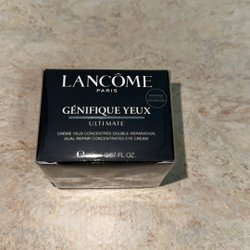 LANCÔME
PARIS
GÉNIFIQUE YEUX
ULTIMATE
CRÈME YEUX CONCENTRÉE DOUBLE RÉPARATION
DUAL-REPAIR CONCENTRATED EYE CREAM
0.67 FL.OZ.